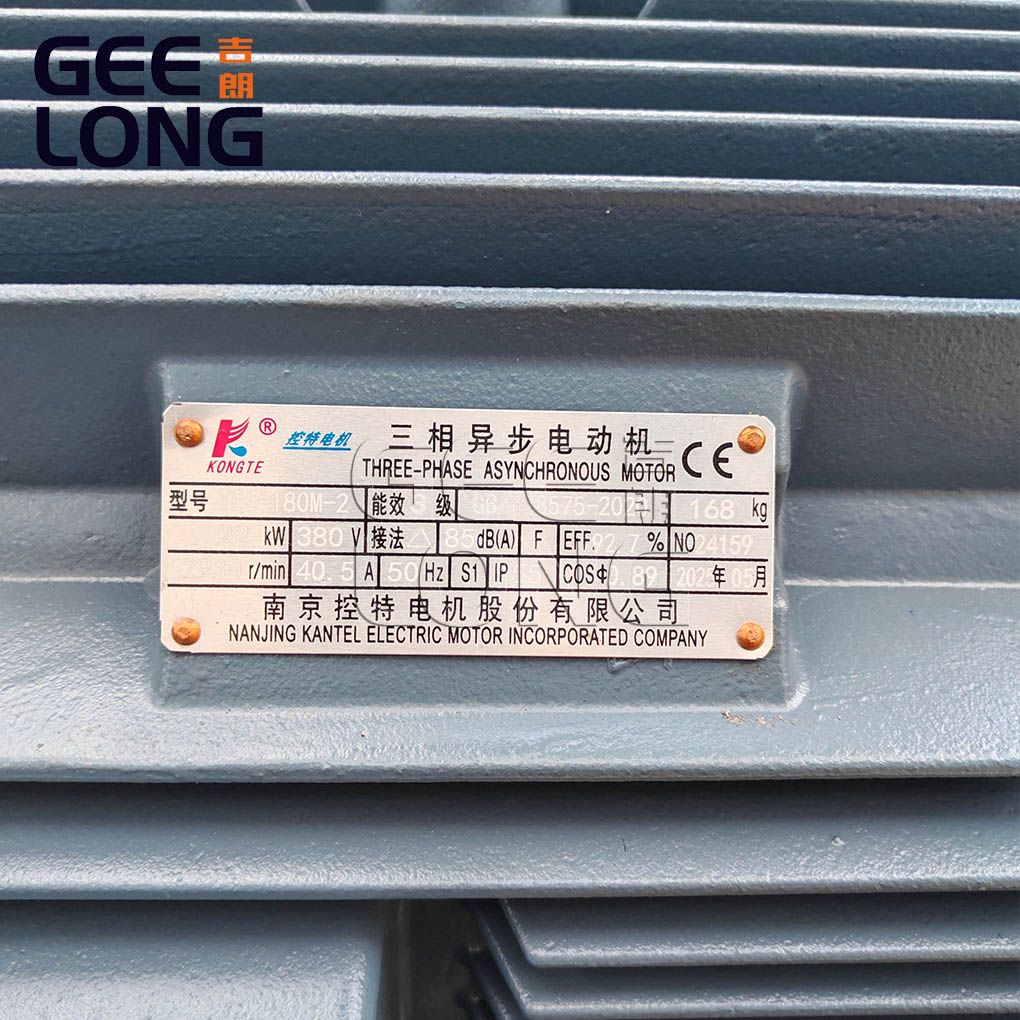 GEE 吉朗
LONG
KONGTE ® 控特电机 三相异步电动机 CE
THREE-PHASE ASYNCHRONOUS MOTOR
型号 180M-2 能效 3 级 GB 168 kg
kW 380 V 接法 △ 85 dB(A) F EFF. 92.7 % NO 24159
r/min 40.5 A 50 Hz S1 IP COSΦ 0.89 2025 年 05 月
南京控特电机股份有限公司
NANJING KANTEL ELECTRIC MOTOR INCORPORATED COMPANY